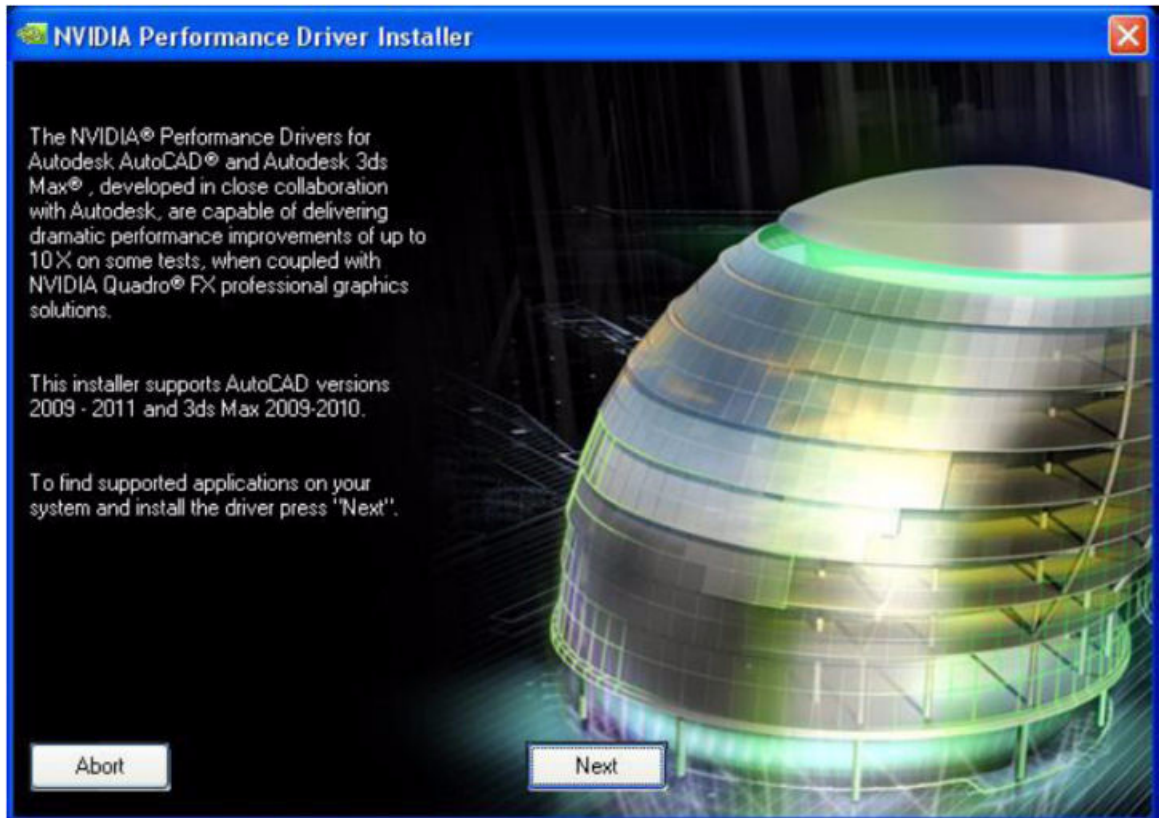 NVIDIA Performance Driver Installer
The NVIDIA® Performance Drivers for
Autodesk AutoCAD® and Autodesk 3ds
Max® , developed in close collaboration
with Autodesk, are capable of delivering
dramatic performance improvements of up to
10X on some tests, when coupled with
NVIDIA Quadro® FX professional graphics
solutions.
This installer supports AutoCAD versions
2009 - 2011 and 3ds Max 2009-2010.
To find supported applications on your
system and install the driver press "Next".
Abort
Next